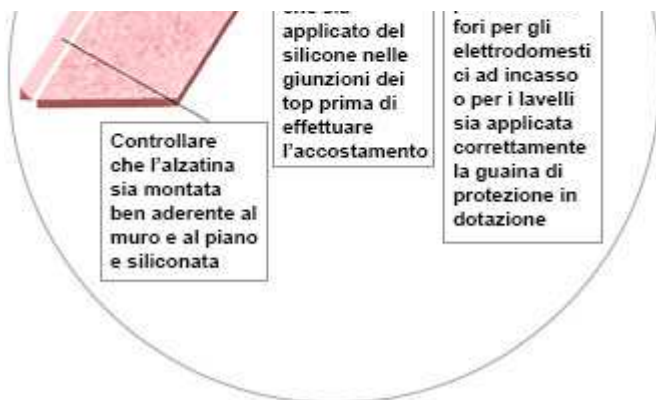 Controllare
che l'alzatina
sia montata
ben aderente al
muro e al piano
e siliconata
che sia
applicato del
silicone nelle
giunzioni dei
top prima di
effettuare
l'accostamento
fori per gli
elettrodomesti
ci ad incasso
o per i lavelli
sia applicata
correttamente
la guaina di
protezione in
dotazione